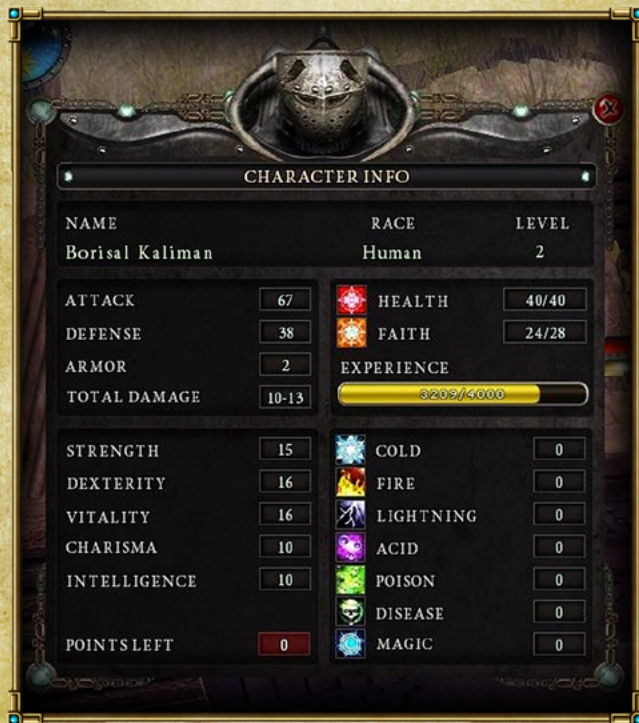 CHARACTER INFO
NAME RACE LEVEL
Borisal Kaliman Human 2
ATTACK 67
DEFENSE 38
ARMOR 2
TOTAL DAMAGE 10-13
HEALTH 40/40
FAITH 24/28
EXPERIENCE
3209/4000
STRENGTH 15
DEXTERITY 16
VITALITY 16
CHARISMA 10
INTELLIGENCE 10
POINTS LEFT 0
COLD 0
FIRE 0
LIGHTNING 0
ACID 0
POISON 0
DISEASE 0
MAGIC 0